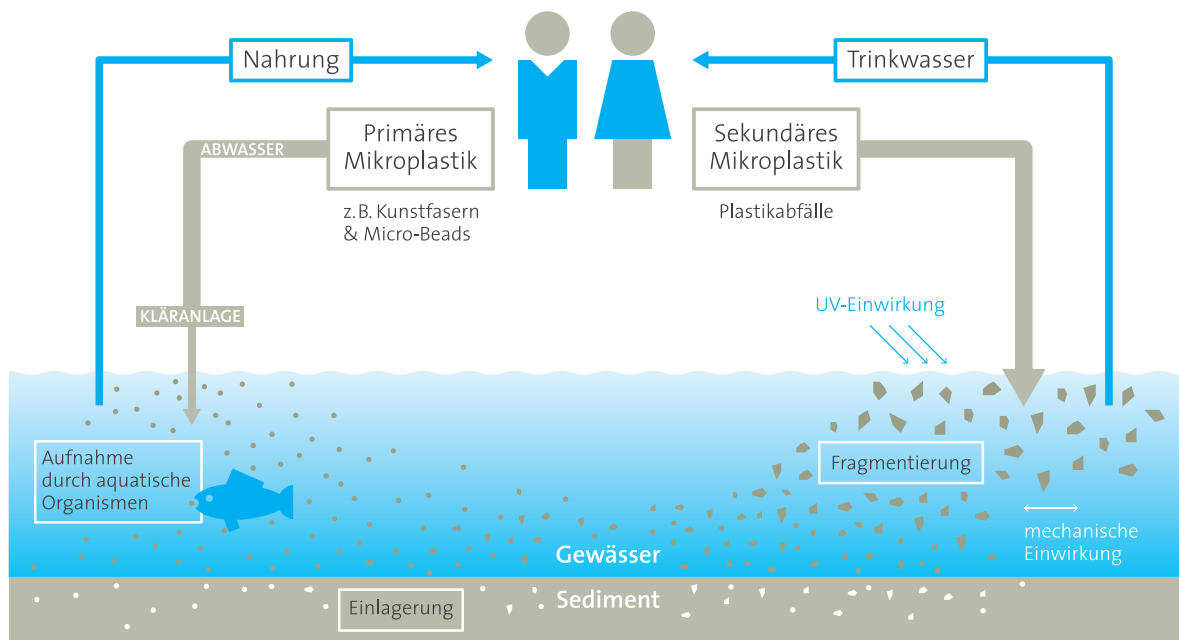 Nahrung
Trinkwasser
Primäres
Mikroplastik
Sekundäres
Mikroplastik
ABWASSER
z.B. Kunstfasern
& Micro-Beads
Plastikabfälle
KLÄRANLAGE
UV-Einwirkung
Aufnahme
durch aquatische
Organismen
Fragmentierung
mechanische
Einwirkung
Gewässer
Sediment
Einlagerung